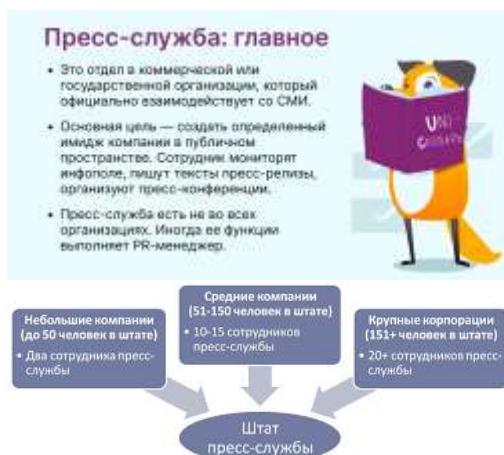 Пресс-служба: главное
• Это отдел в коммерческой или
государственной организации, который
официально взаимодействует со СМИ.
• Основная цель — создать определенный
имидж компании в публичном
пространстве. Сотрудник мониторят
инфополе, пишут тексты пресс-релизы,
организуют пресс-конференции.
• Пресс-служба есть не во всех
организациях. Иногда ее функции
выполняет PR-менеджер.
Средние компании
(51-150 человек в штате)
• 10-15 сотрудников
пресс-службы
Небольшие компании
(до 50 человек в штате)
• Два сотрудника пресс-
службы
Крупные корпорации
(151+ человек в штате)
• 20+ сотрудников пресс-
службы
Штат
пресс-службы